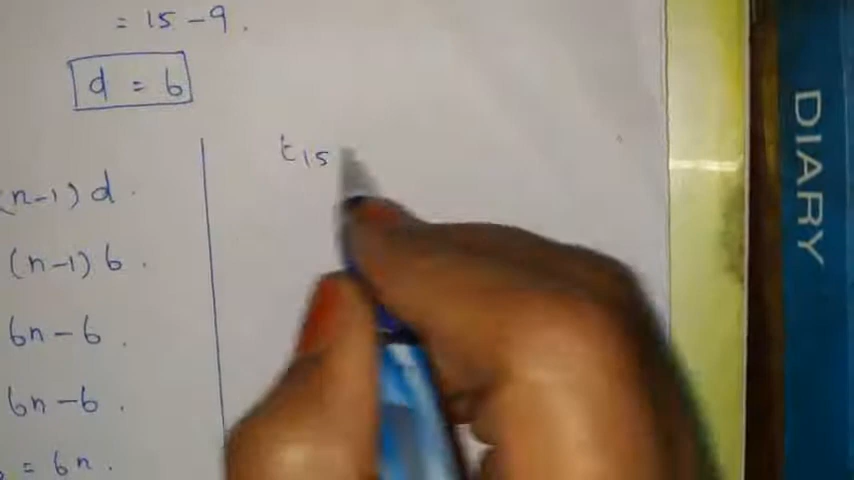 = 15 - 9.
d = 6
t15
(n-1) d.
(n-1) 6.
6n - 6.
6n - 6.
= 6n.
DIARY